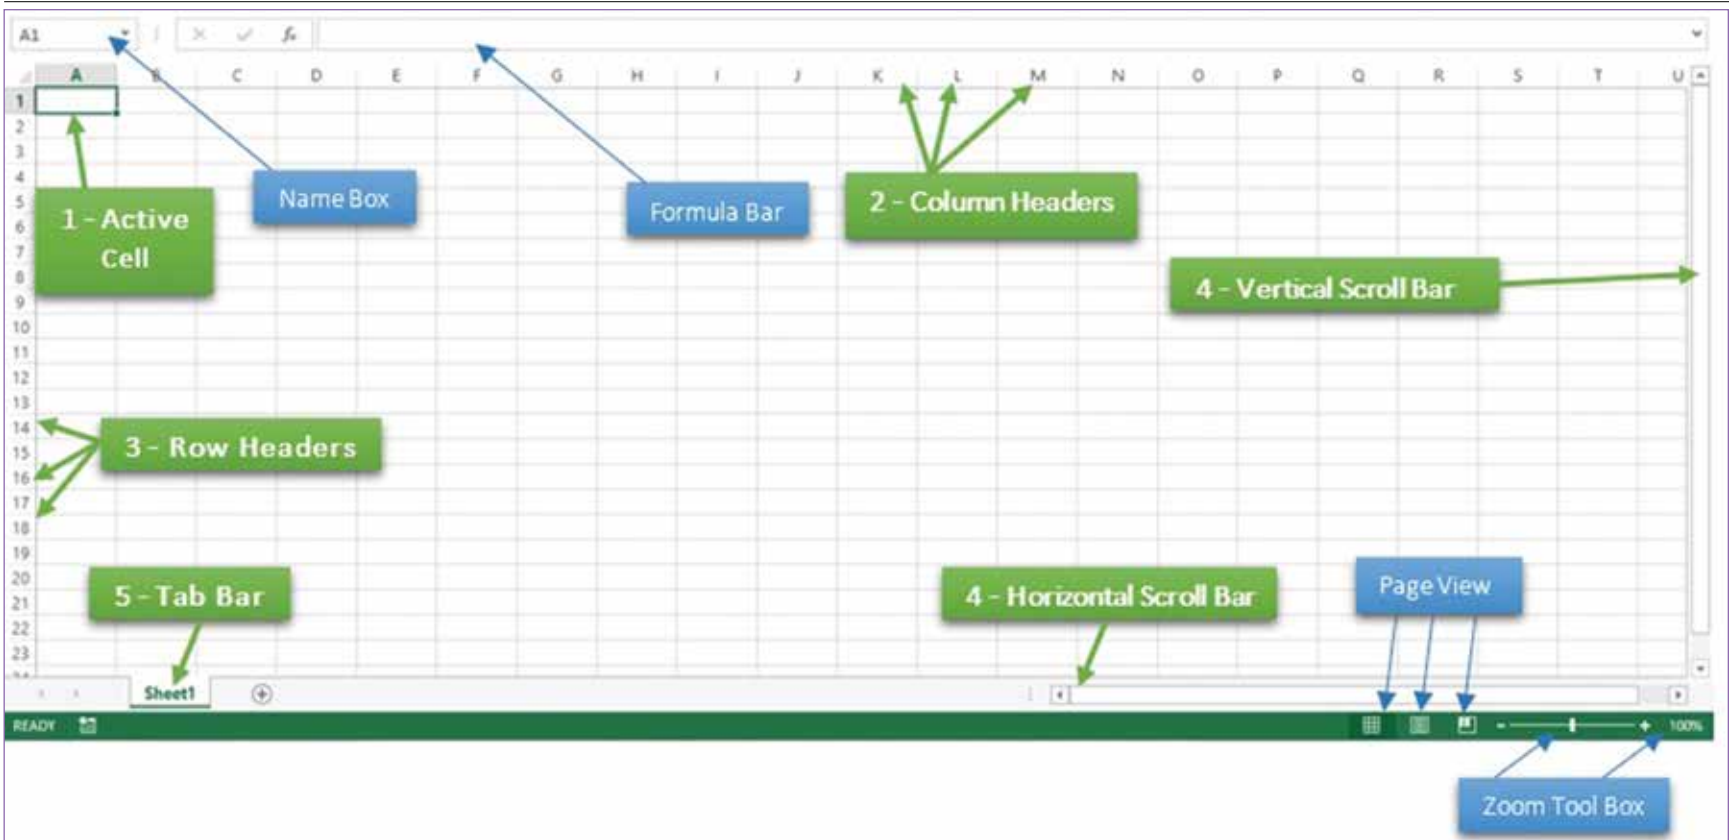 A1
fx
A B C D E F G H I J K L M N O P Q R S T U
1
2
3
4
Name Box
Formula Bar
2 - Column Headers
5
1 - Active
Cell
6
7
8
4 - Vertical Scroll Bar
9
10
11
12
13
14
3 - Row Headers
15
16
17
18
19
20
5 - Tab Bar
4 - Horizontal Scroll Bar
Page View
21
22
23
Sheet1
READY
100%
Zoom Tool Box